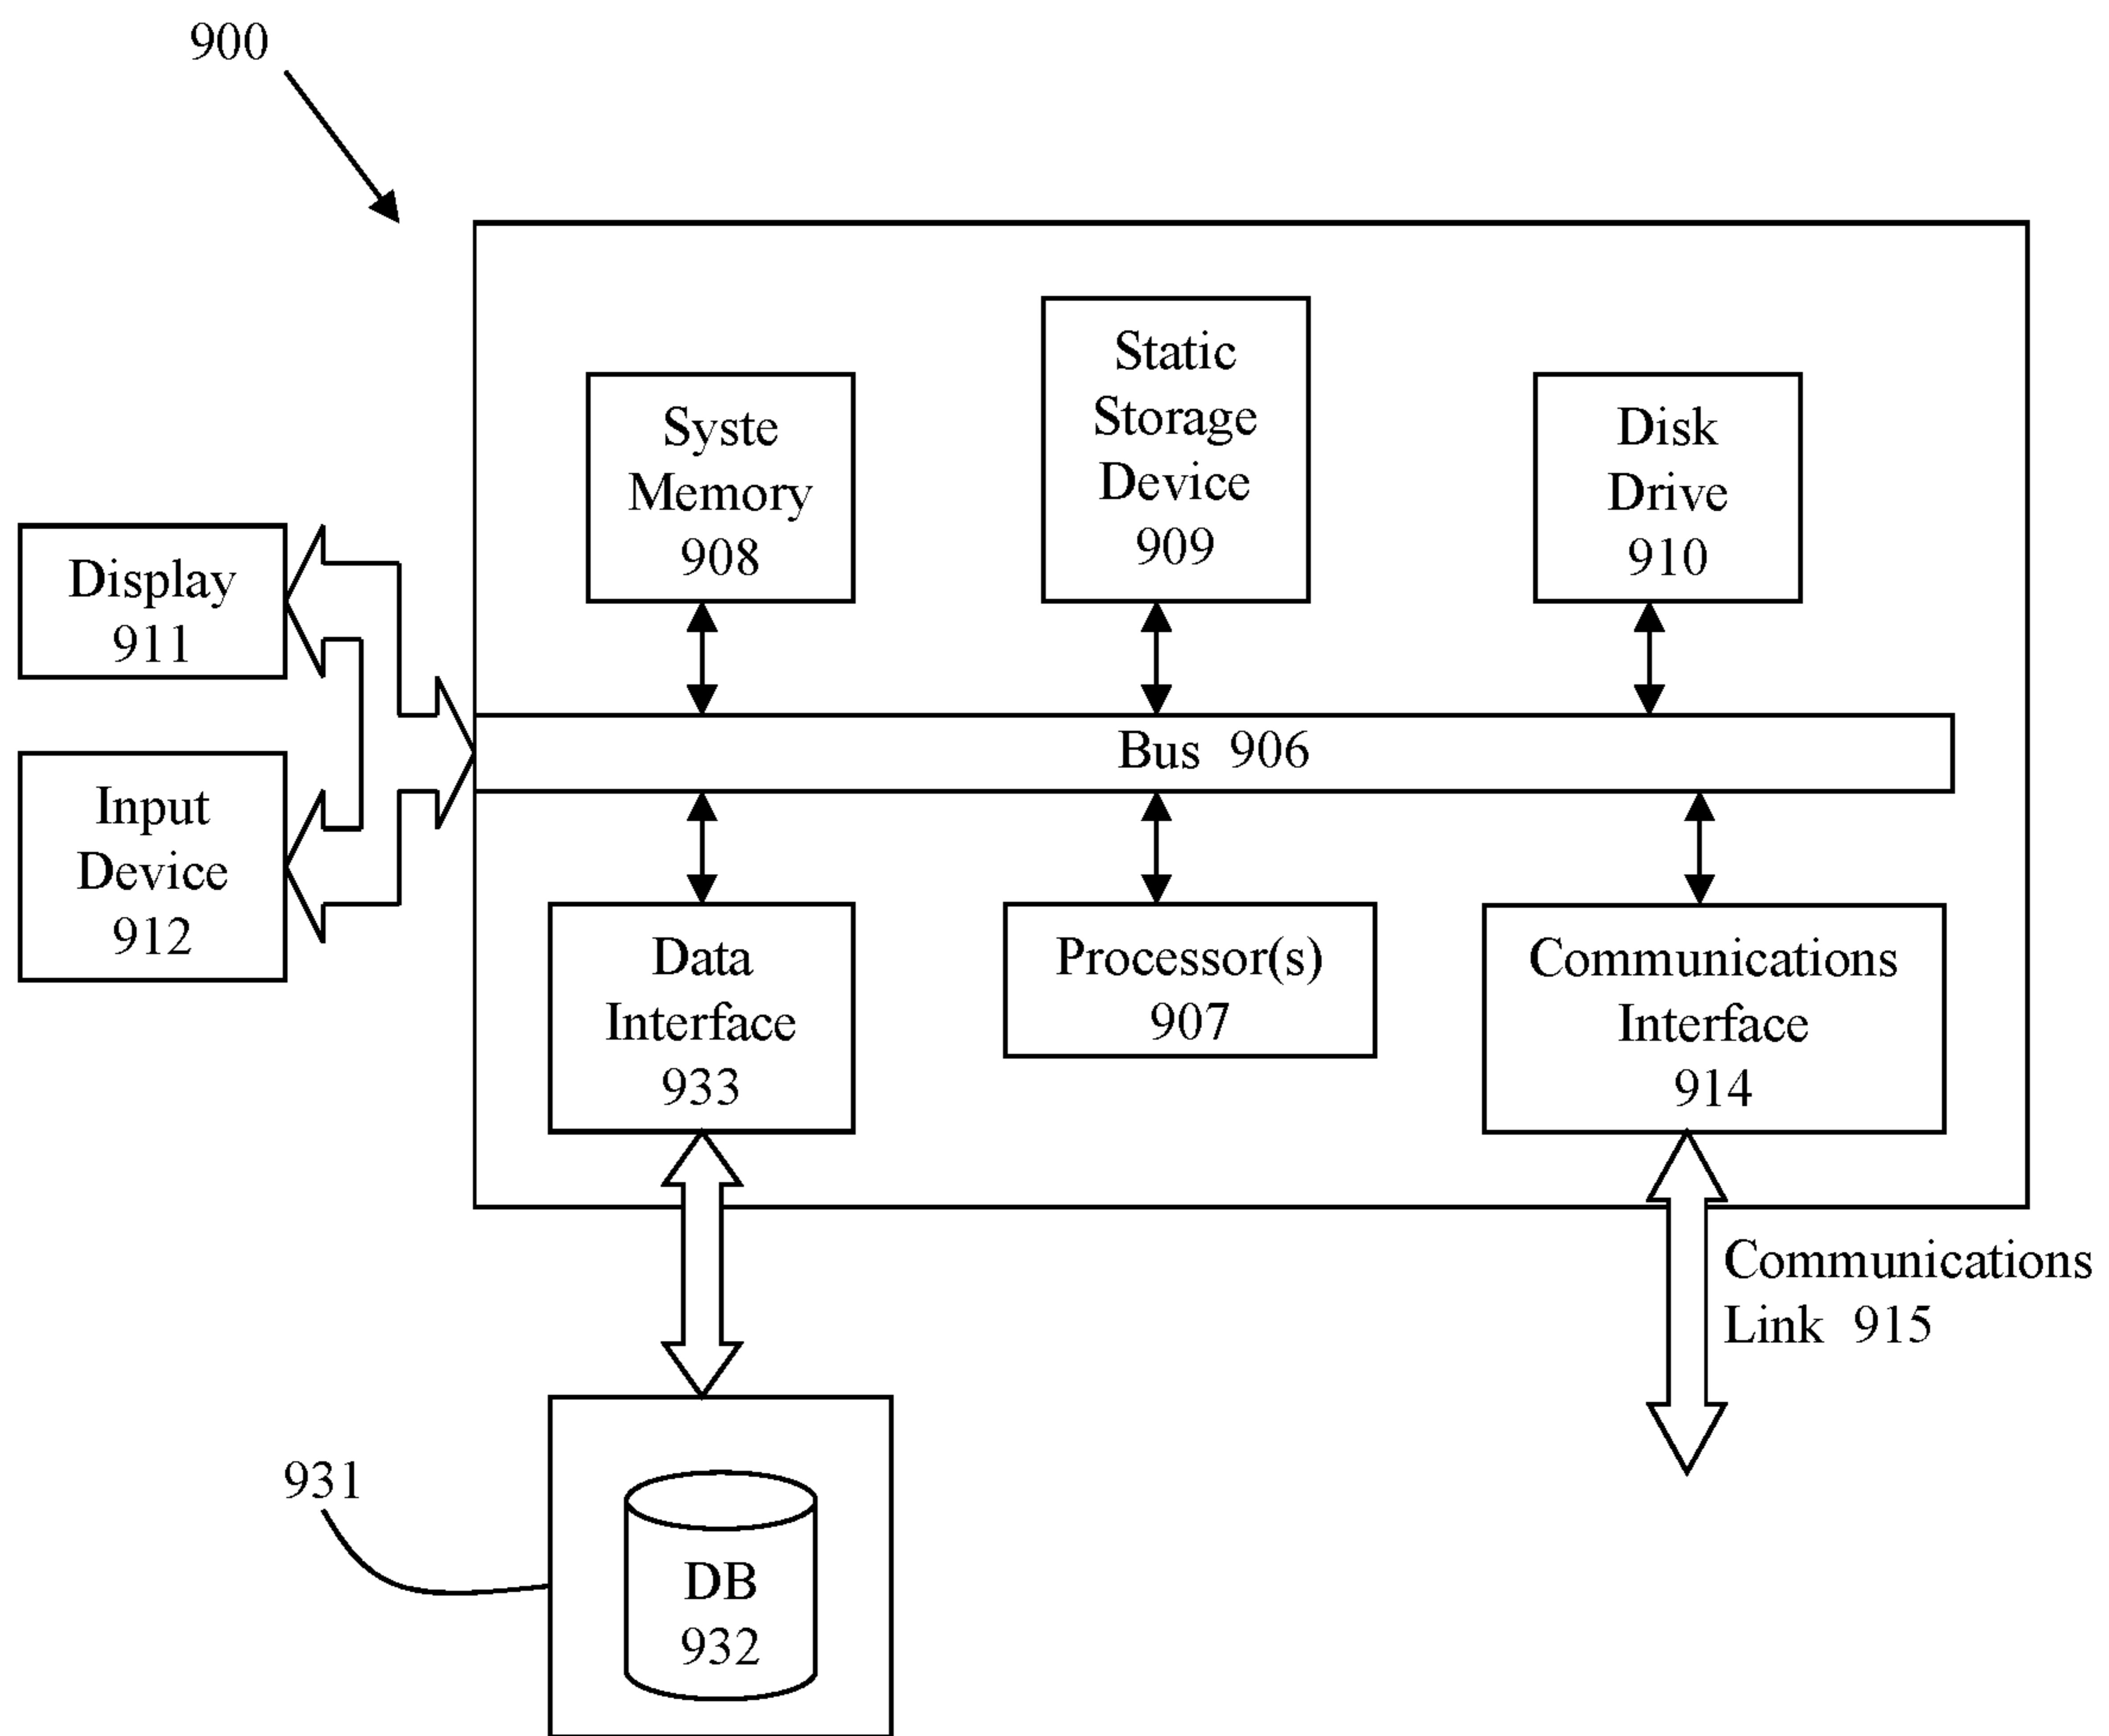 900
Syste
Memory
908
Static
Storage
Device
909
Disk
Drive
910
Display
911
Bus 906
Input
Device
912
Data
Interface
933
Processor(s)
907
Communications
Interface
914
Communications
Link 915
931
DB
932